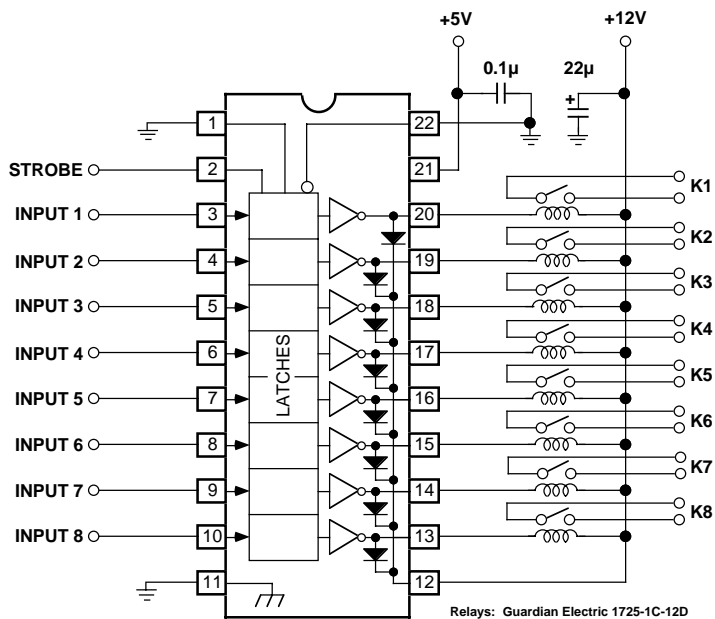 +5V
+12V
0.1μ
22μ
+
1
22
STROBE
2
21
INPUT 1
3
20
K1
INPUT 2
4
19
K2
INPUT 3
5
18
K3
INPUT 4
6
LATCHES
17
K4
INPUT 5
7
16
K5
INPUT 6
8
15
K6
INPUT 7
9
14
K7
INPUT 8
10
13
K8
11
12
Relays: Guardian Electric 1725-1C-12D